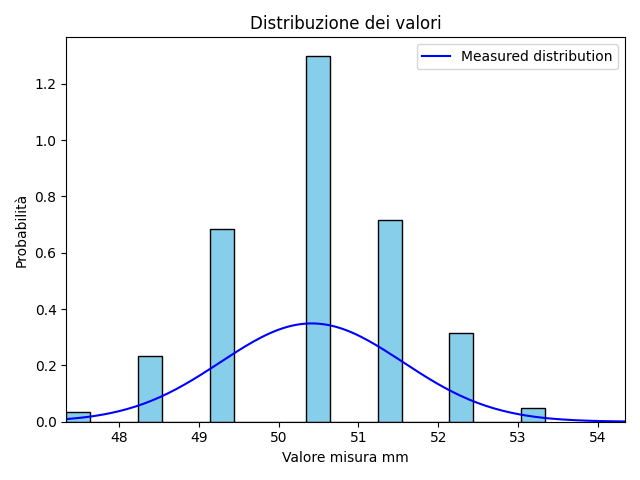 Distribuzione dei valori
Measured distribution
Probabilità
1.2
1.0
0.8
0.6
0.4
0.2
0.0
48 49 50 51 52 53 54
Valore misura mm